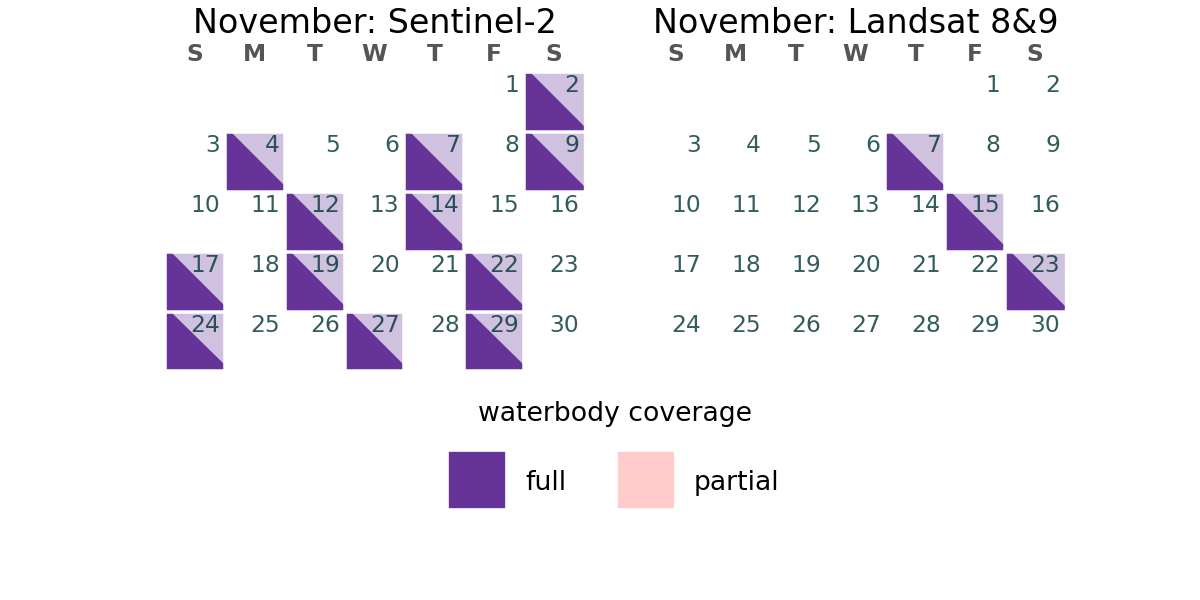 November: Sentinel-2
S M T W T F S
1 2
3 4 5 6 7 8 9
10 11 12 13 14 15 16
17 18 19 20 21 22 23
24 25 26 27 28 29 30
November: Landsat 8&9
S M T W T F S
1 2
3 4 5 6 7 8 9
10 11 12 13 14 15 16
17 18 19 20 21 22 23
24 25 26 27 28 29 30
waterbody coverage
full partial